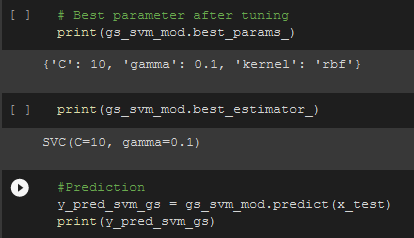 [ ] # Best parameter after tuning
print(gs_svm_mod.best_params_)
{'C': 10, 'gamma': 0.1, 'kernel': 'rbf'}
[ ] print(gs_svm_mod.best_estimator_)
SVC(C=10, gamma=0.1)
#Prediction
y_pred_svm_gs = gs_svm_mod.predict(x_test)
print(y_pred_svm_gs)